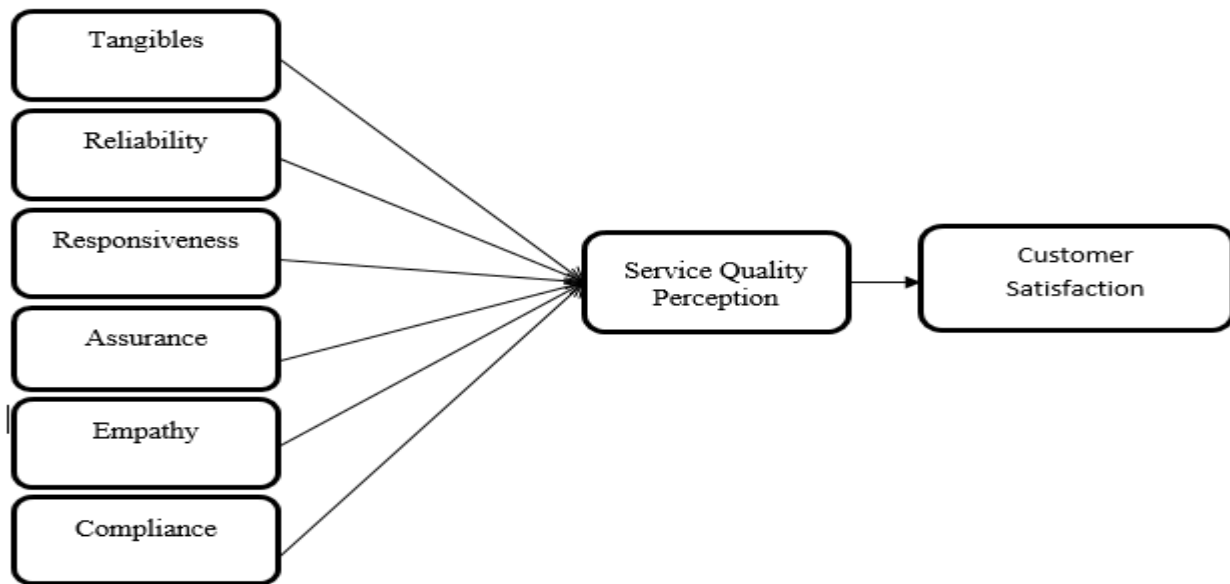 Tangibles
Reliability
Responsiveness
Assurance
Empathy
Compliance
Service Quality
Perception
Customer
Satisfaction